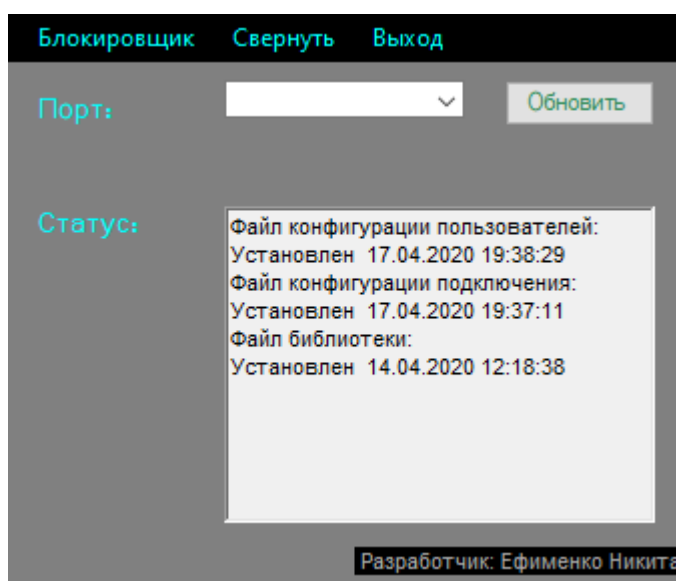 Блокировщик Свернуть Выход
Порт: Обновить
Статус:
Файл конфигурации пользователей:
Установлен 17.04.2020 19:38:29
Файл конфигурации подключения:
Установлен 17.04.2020 19:37:11
Файл библиотеки:
Установлен 14.04.2020 12:18:38
Разработчик: Ефименко Никита